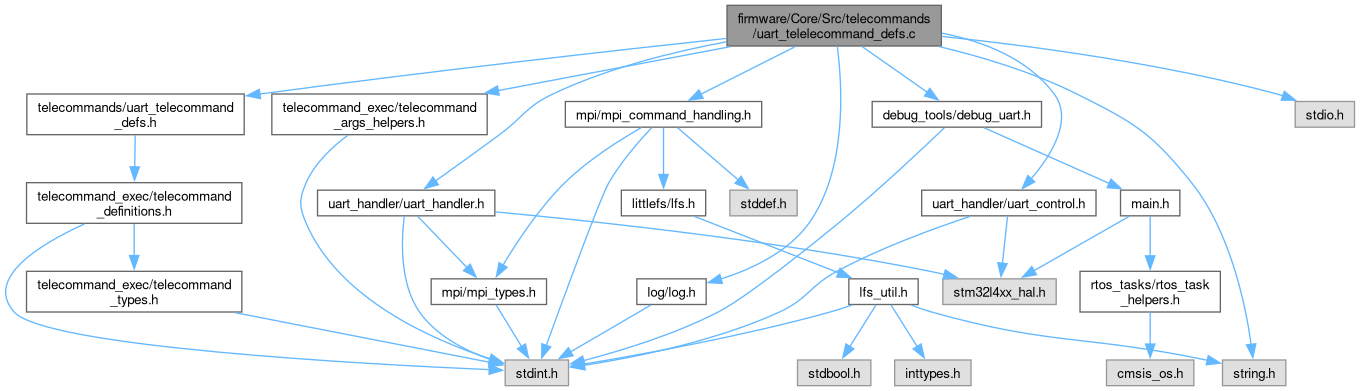 firmware/Core/Src/telecommands
/uart_telelecommand_defs.c
telecommands/uart_telecommand
_defs.h
telecommand_exec/telecommand
_args_helpers.h
mpi/mpi_command_handling.h
debug_tools/debug_uart.h
stdio.h
telecommand_exec/telecommand
_definitions.h
uart_handler/uart_handler.h
littlefs/lfs.h
stddef.h
uart_handler/uart_control.h
main.h
telecommand_exec/telecommand
_types.h
mpi/mpi_types.h
log/log.h
lfs_util.h
stm32l4xx_hal.h
rtos_tasks/rtos_task
_helpers.h
stdint.h
stdbool.h
inttypes.h
cmsis_os.h
string.h